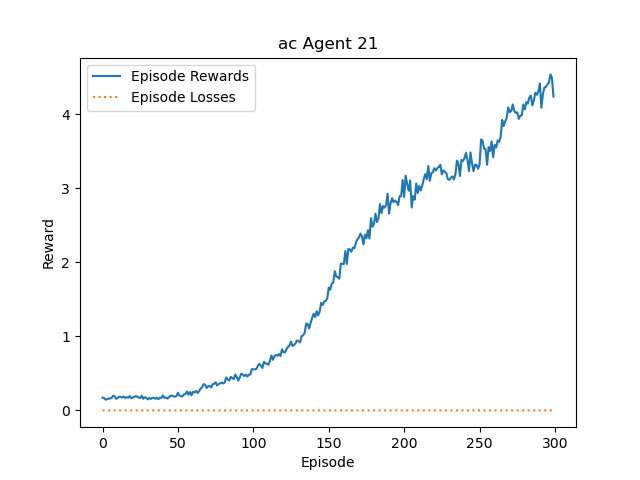 ac Agent 21
Episode Rewards
Episode Losses
Reward
4
3
2
1
0
0 50 100 150 200 250 300
Episode